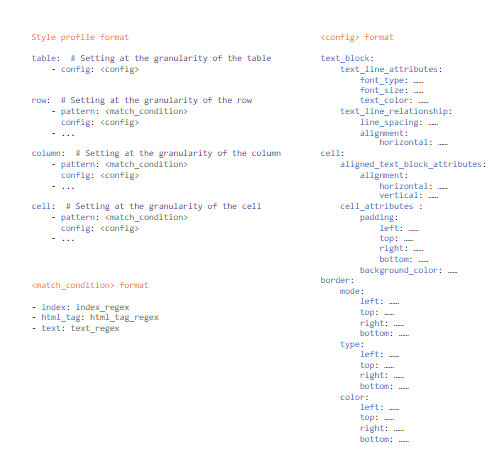 Style profile format
table:  # Setting at the granularity of the table
- config: <config>
row:  # Setting at the granularity of the row
- pattern: <match_condition>
config: <config>
- ...
column:  # Setting at the granularity of the column
- pattern: <match_condition>
config: <config>
- ...
cell:  # Setting at the granularity of the cell
- pattern: <match_condition>
config: <config>
- ...
<match_condition> format
- index: index_regex
- html_tag: html_tag_regex
- text: text_regex
<config> format
text_block:
text_line_attributes:
font_type: ……
font_size: ……
text_color: ……
text_line_relationship:
line_spacing: ……
alignment:
horizontal: ……
cell:
aligned_text_block_attributes:
alignment:
horizontal: ……
vertical: ……
cell_attributes :
padding:
left: ……
top: ……
right: ……
bottom: ……
background_color: ……
border:
mode:
left: ……
top: ……
right: ……
bottom: ……
type:
left: ……
top: ……
right: ……
bottom: ……
color:
left: ……
top: ……
right: ……
bottom: ……